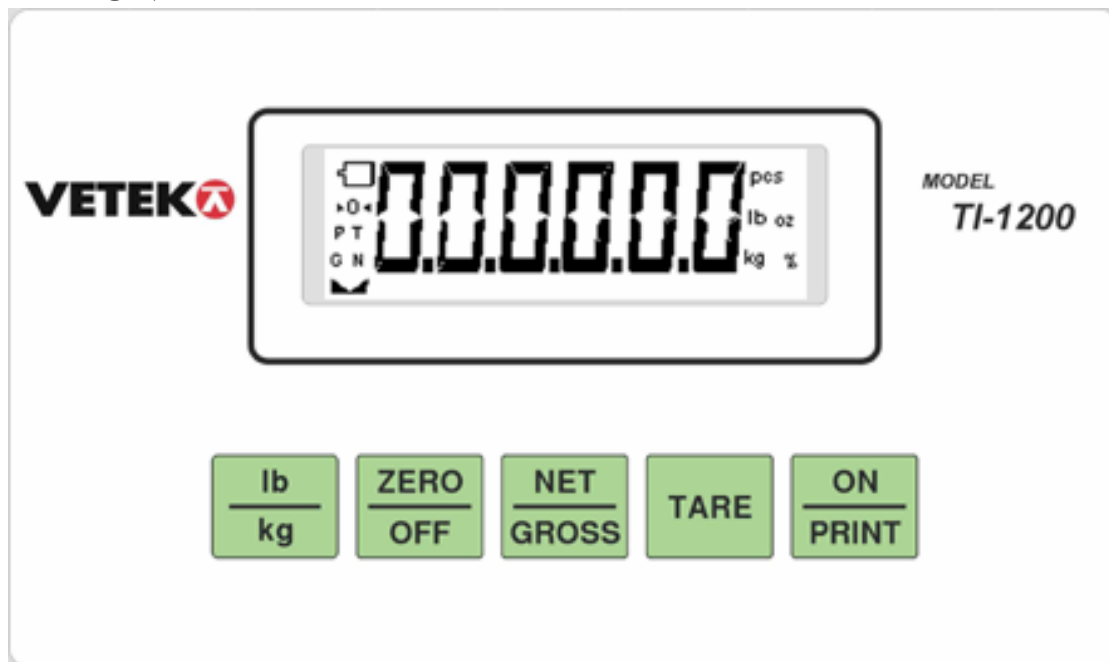 VETEK
0.0.0.0.0.0
pcs
▸0◂
lb oz
P T
G N
kg %
MODEL
TI-1200
lb
kg
ZERO
OFF
NET
GROSS
TARE
ON
PRINT